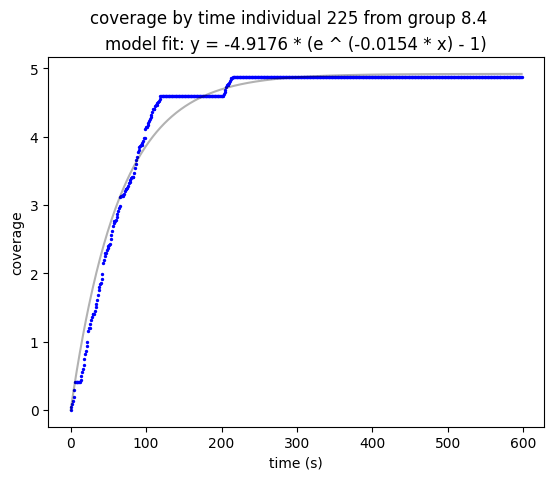 coverage by time individual 225 from group 8.4
model fit: y = -4.9176 * (e ^ (-0.0154 * x) - 1)
5
4
3
2
1
0
coverage
0 100 200 300 400 500 600
time (s)